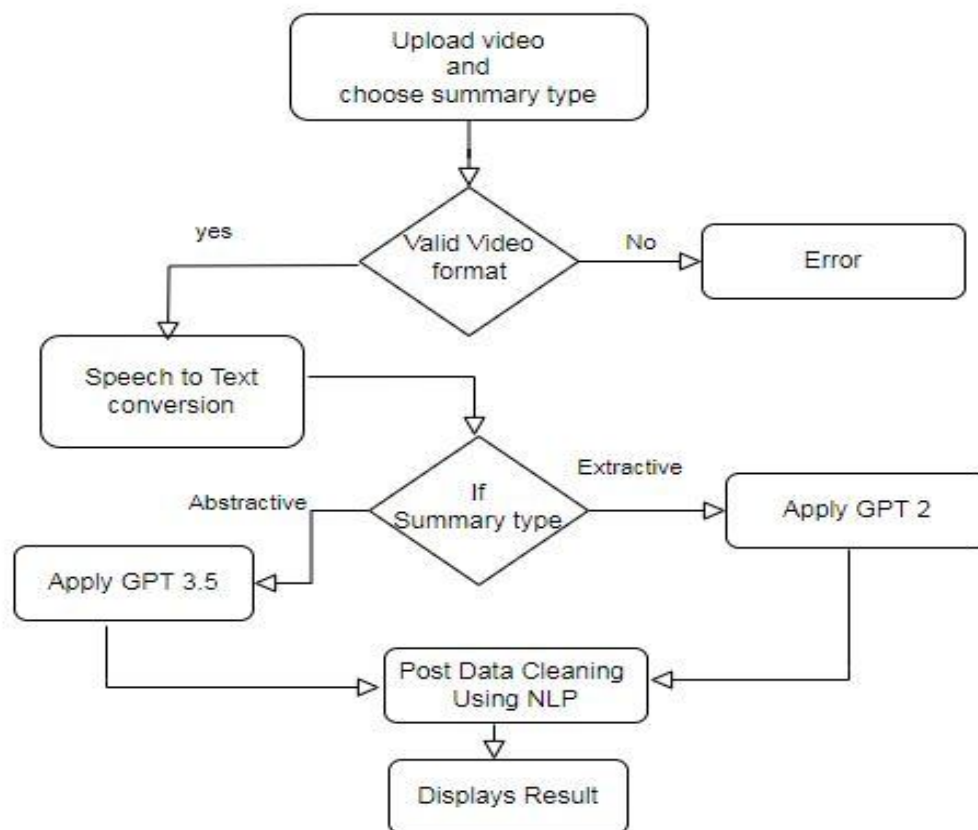 Upload video
and
choose summary type
yes
Valid Video
format
No
Error
Speech to Text
conversion
Abstractive
If
Summary type
Extractive
Apply GPT 2
Apply GPT 3.5
Post Data Cleaning
Using NLP
Displays Result